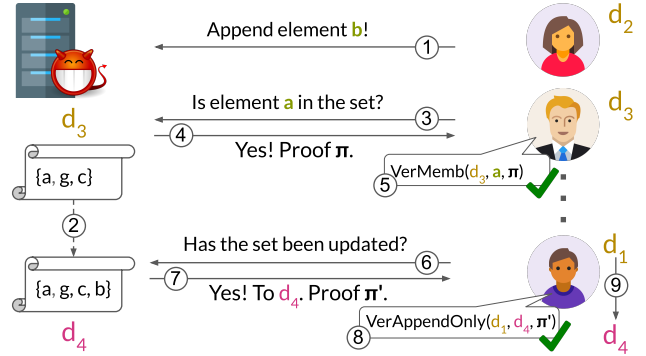 Append element b!
1
d₂
Is element a in the set?
3
d₃
d₃
4
Yes! Proof π.
{a, g, c}
VerMemb(d₃, a, π)
5
2
Has the set been updated?
6
d₁
7
Yes! To d₄. Proof π'.
9
{a, g, c, b}
VerAppendOnly(d₁, d₄, π')
8
d₄
d₄